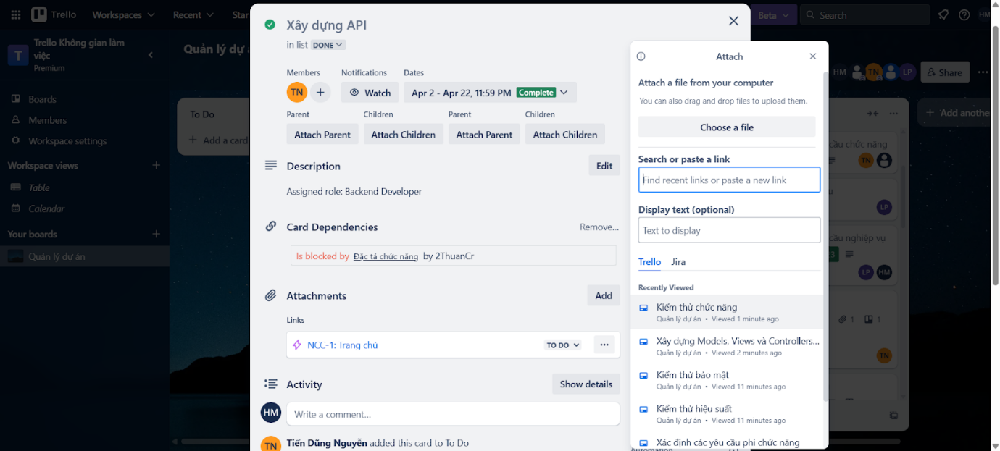 Trello
Workspaces
Recent
Beta
Search
HM
T
Trello Không gian làm
việc
Premium
Boards
Members
Workspace settings
Workspace views
Table
Calendar
Your boards
Quản lý dự án
Quản lý dự
To Do
Add a card
Xây dựng API
in list DONE
Members
Notifications
Dates
TN
Watch
Apr 2 - Apr 22, 11:59 PM Complete
Parent
Children
Parent
Children
Attach Parent
Attach Children
Attach Parent
Attach Children
Description
Edit
Assigned role: Backend Developer
Card Dependencies
Remove...
Is blocked by Đặc tả chức năng by 2ThuanCr
Attachments
Add
Links
NCC-1: Trang chủ
TO DO
Activity
Show details
HM
Write a comment...
TN
Tiến Dũng Nguyễn added this card to To Do
Attach
Attach a file from your computer
You can also drag and drop files to upload them.
Choose a file
Search or paste a link
Find recent links or paste a new link
Display text (optional)
Text to display
Trello
Jira
Recently Viewed
Kiểm thử chức năng
Quản lý dự án • Viewed 1 minute ago
Xây dựng Models, Views và Controllers...
Quản lý dự án • Viewed 2 minutes ago
Kiểm thử bảo mật
Quản lý dự án • Viewed 11 minutes ago
Kiểm thử hiệu suất
Quản lý dự án • Viewed 11 minutes ago
Xác định các yêu cầu phi chức năng
HM
TN
LP
Share
Add anothe
cầu chức năng
TN
LP
cầu nghiệp vụ
LP
HM
1
1
TN